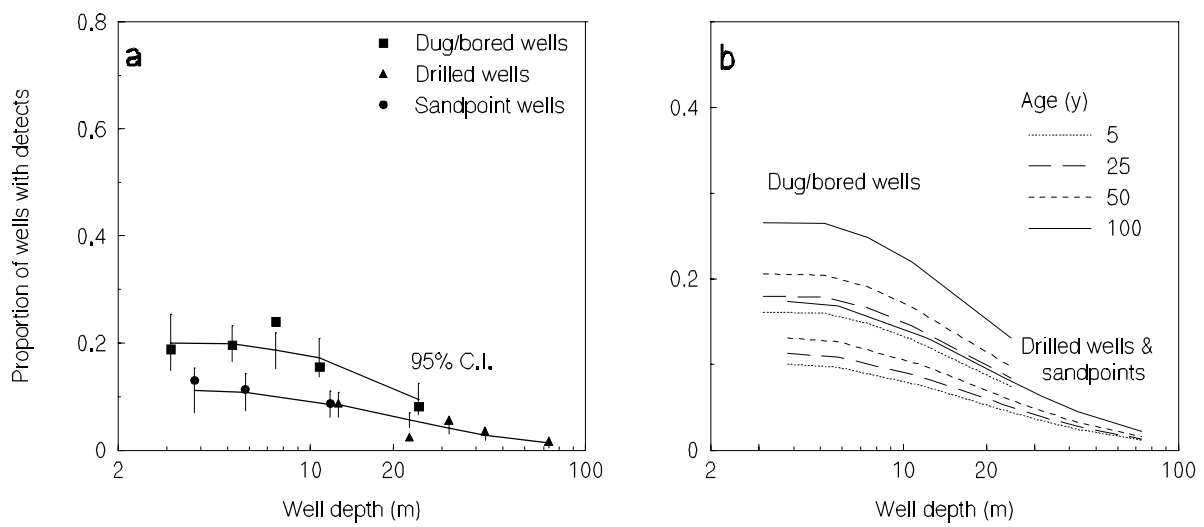 Proportion of wells with detects
0.8
0.6
0.4
0.2
0
a
Dug/bored wells
Drilled wells
Sandpoint wells
95% C.I.
2
10
20
100
Well depth (m)
0.4
0.2
0
b
Age (y)
5
25
50
100
Dug/bored wells
Drilled wells &
sandpoints
2
10
20
100
Well depth (m)